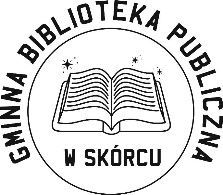 GMINNA BIBLIOTEKA PUBLICZNA
W SKÓRCU